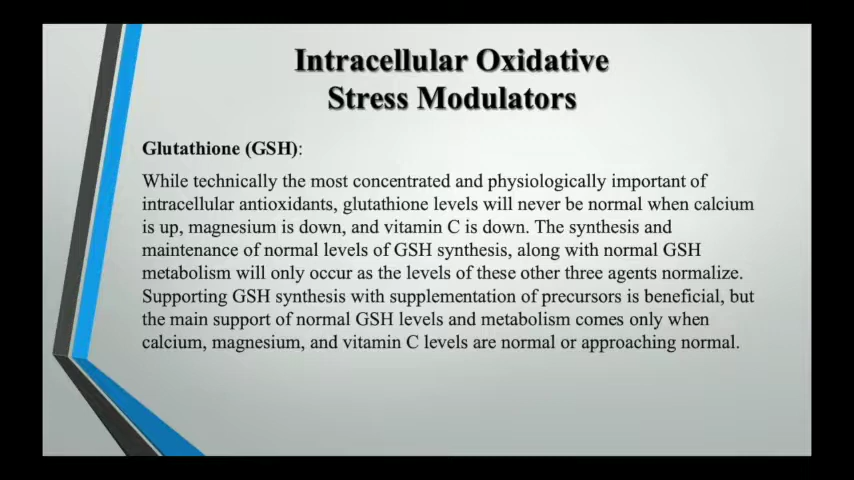 Intracellular Oxidative
Stress Modulators
Glutathione (GSH):
While technically the most concentrated and physiologically important of
intracellular antioxidants, glutathione levels will never be normal when calcium
is up, magnesium is down, and vitamin C is down. The synthesis and
maintenance of normal levels of GSH synthesis, along with normal GSH
metabolism will only occur as the levels of these other three agents normalize.
Supporting GSH synthesis with supplementation of precursors is beneficial, but
the main support of normal GSH levels and metabolism comes only when
calcium, magnesium, and vitamin C levels are normal or approaching normal.